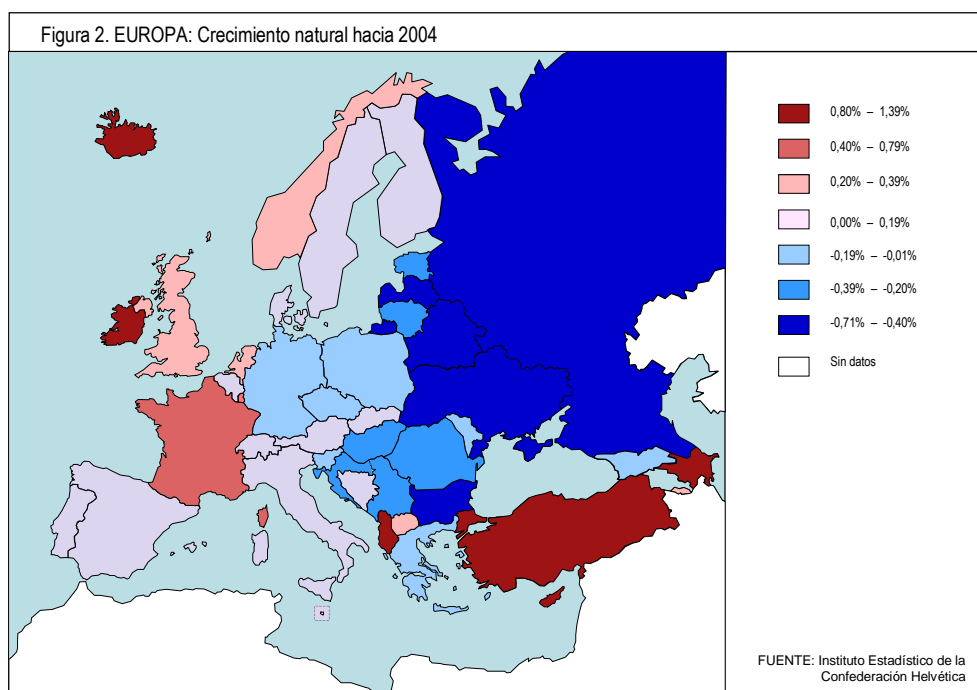 Figura 2. EUROPA: Crecimiento natural hacia 2004
0,80% – 1,39%
0,40% – 0,79%
0,20% – 0,39%
0,00% – 0,19%
-0,19% – -0,01%
-0,39% – -0,20%
-0,71% – -0,40%
Sin datos
FUENTE: Instituto Estadístico de la
Confederación Helvética